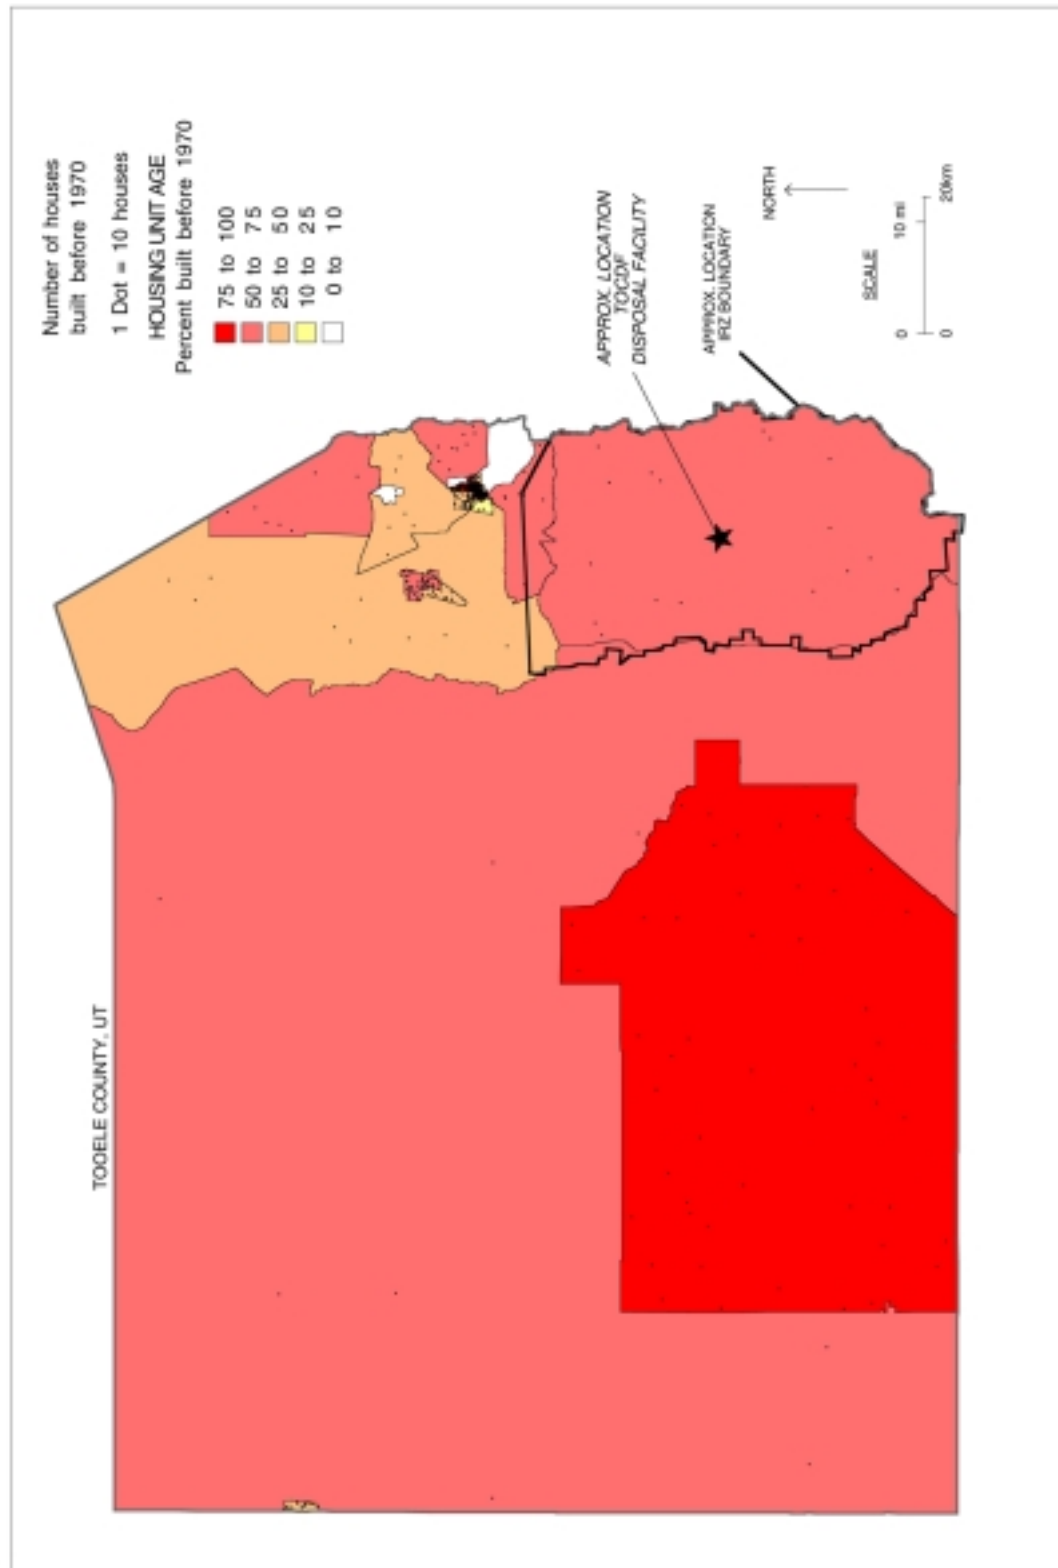 TOOELE COUNTY, UT
Number of houses
built before 1970
1 Dot = 10 houses
HOUSING UNIT AGE
Percent built before 1970
75 to 100
50 to 75
25 to 50
10 to 25
0 to 10
APPROX. LOCATION
TOCDF
DISPOSAL FACILITY
APPROX. LOCATION
IRZ BOUNDARY
NORTH
SCALE
0 10 mi
0 20km